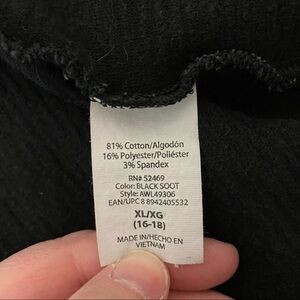 81% Cotton/Algodón
16% Polyester/Poliéster
3% Spandex
RN# 52469
Color: BLACK SOOT
Style: AWL49306
EAN/UPC 8 8942405532
XL/XG
(16-18)
MADE IN/HECHO EN
VIETNAM